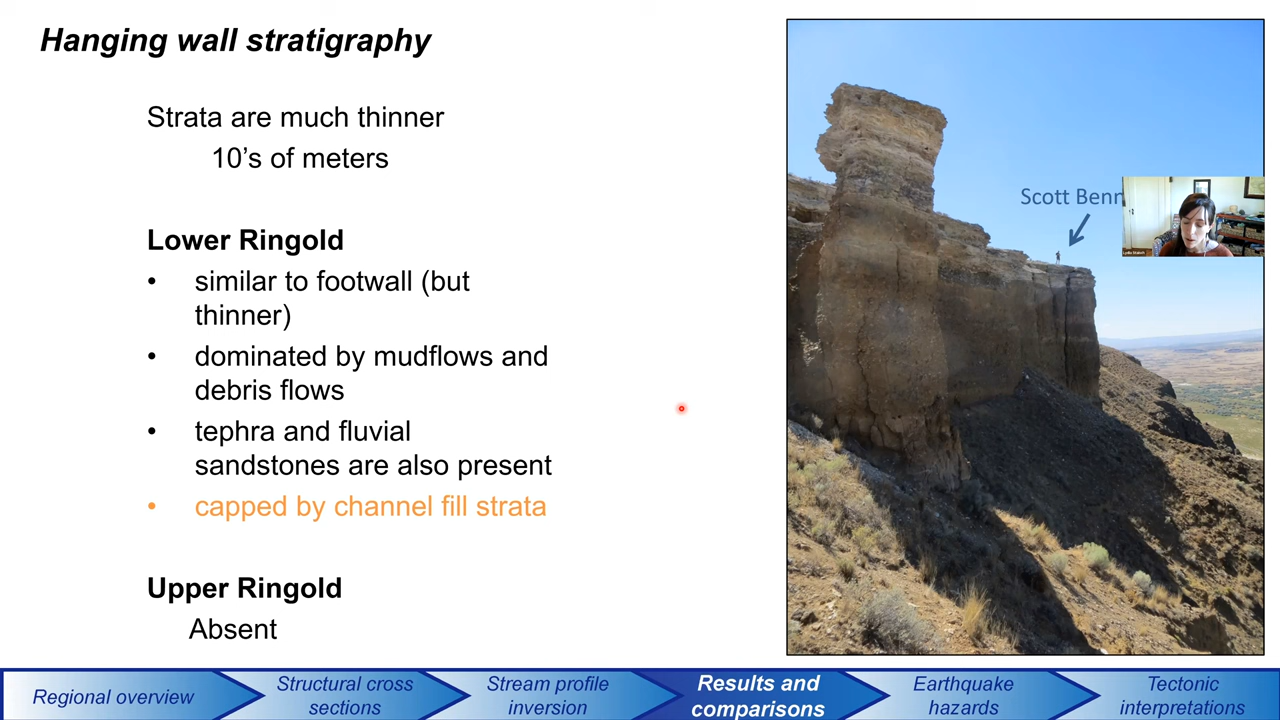 Hanging wall stratigraphy
Strata are much thinner
10’s of meters
Lower Ringold
• similar to footwall (but
thinner)
• dominated by mudflows and
debris flows
• tephra and fluvial
sandstones are also present
• capped by channel fill strata
Upper Ringold
Absent
Scott Benn
Regional overview
Structural cross
sections
Stream profile
inversion
Results and
comparisons
Earthquake
hazards
Tectonic
interpretations